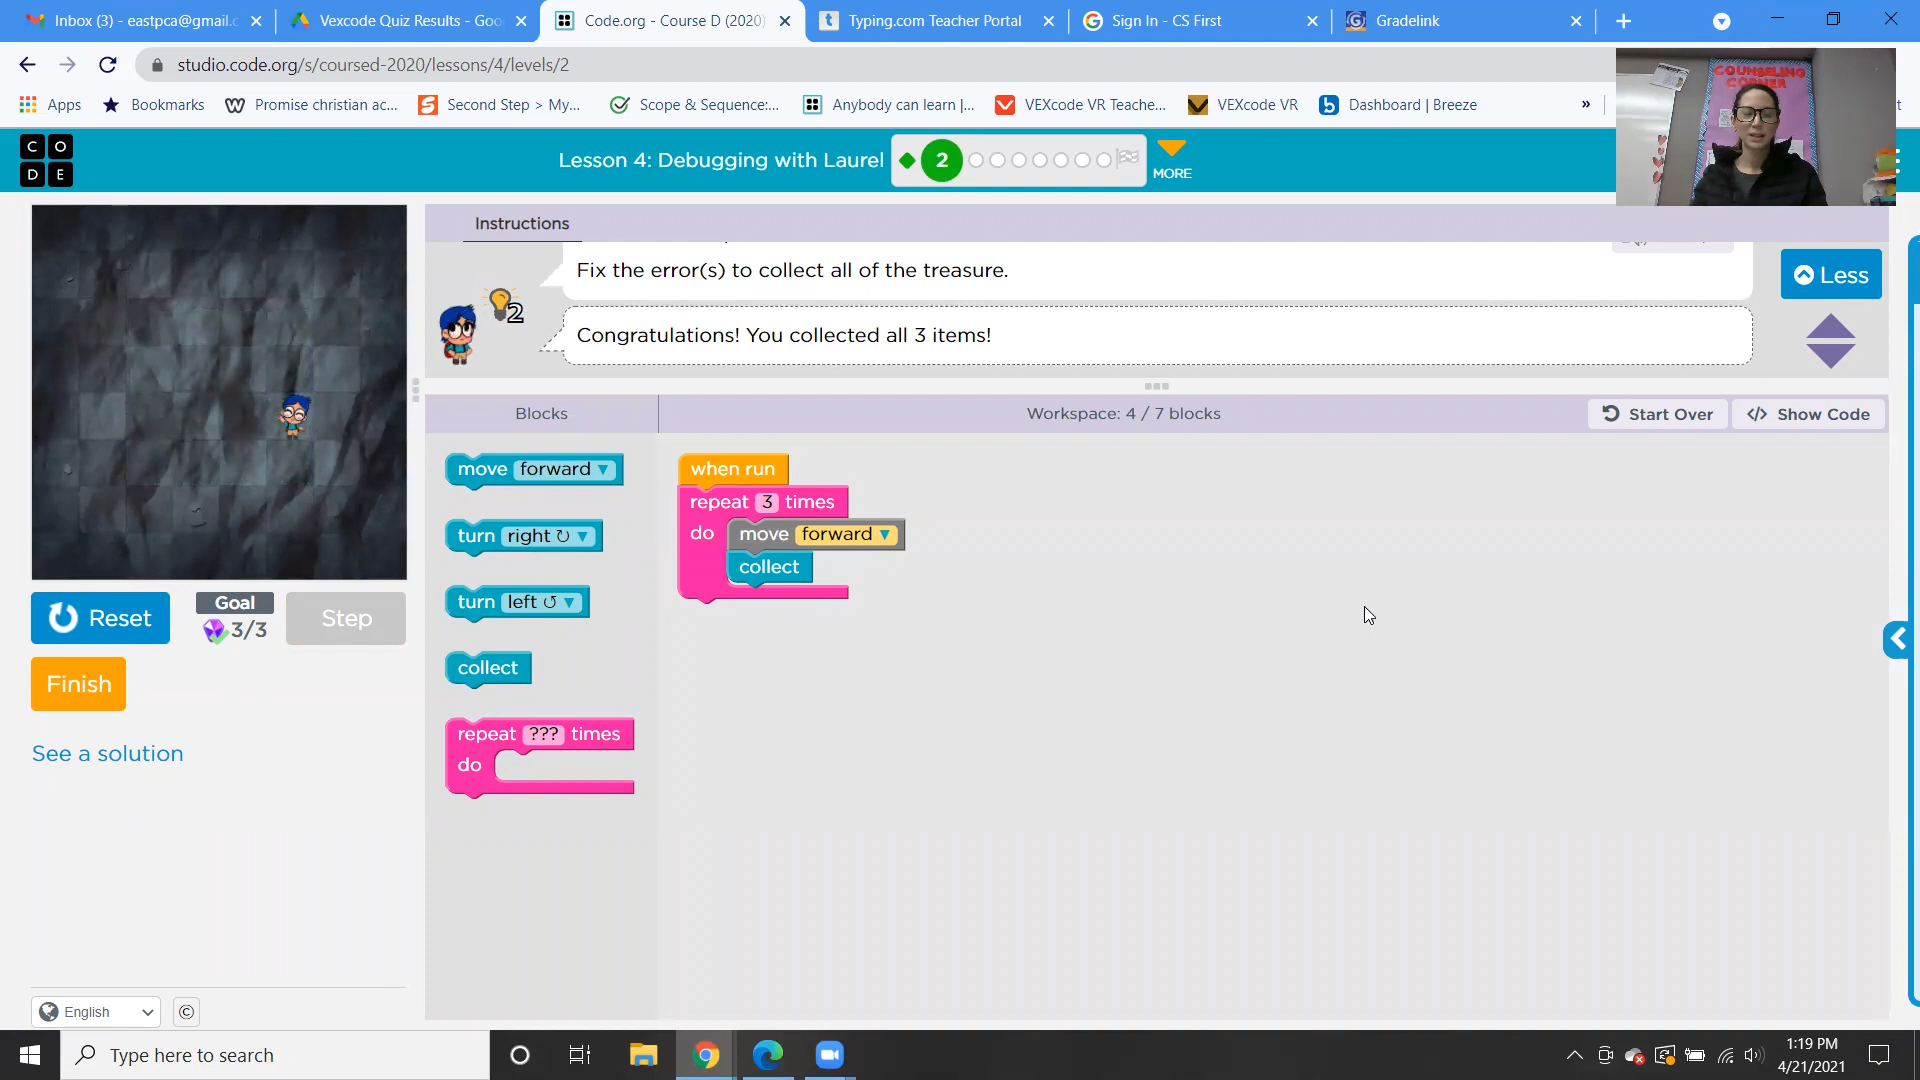 Inbox (3) - eastpca@gmail.c
Vexcode Quiz Results - Goo
Code.org - Course D (2020)
Typing.com Teacher Portal
Sign In - CS First
Gradelink
studio.code.org/s/coursed-2020/lessons/4/levels/2
Apps
Bookmarks
Promise christian ac...
Second Step > My...
Scope & Sequence:...
Anybody can learn |...
VEXcode VR Teache...
VEXcode VR
Dashboard | Breeze
»
COUNSELING
CORNER
C O
D E
Lesson 4: Debugging with Laurel
2
MORE
Instructions
Fix the error(s) to collect all of the treasure.
2
Congratulations! You collected all 3 items!
Less
Blocks
Workspace: 4 / 7 blocks
Start Over
</> Show Code
move forward
turn right
turn left
collect
repeat ??? times
do
when run
repeat 3 times
do move forward
collect
Reset
Goal
3/3
Step
Finish
See a solution
English
©
Type here to search
1:19 PM
4/21/2021